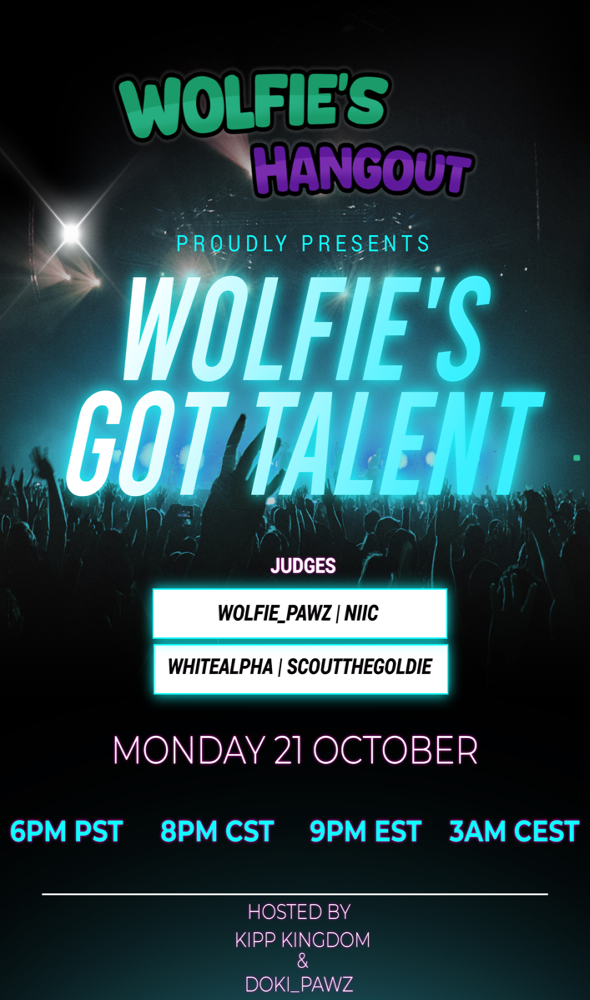 WOLFIE'S
HANGOUT
PROUDLY PRESENTS
WOLFIE'S
GOT TALENT
JUDGES
WOLFIE_PAWZ | NIIC
WHITEALPHA | SCOUTTHEGOLDIE
MONDAY 21 OCTOBER
6PM PST 8PM CST 9PM EST 3AM CEST
HOSTED BY
KIPP KINGDOM
&
DOKI_PAWZ